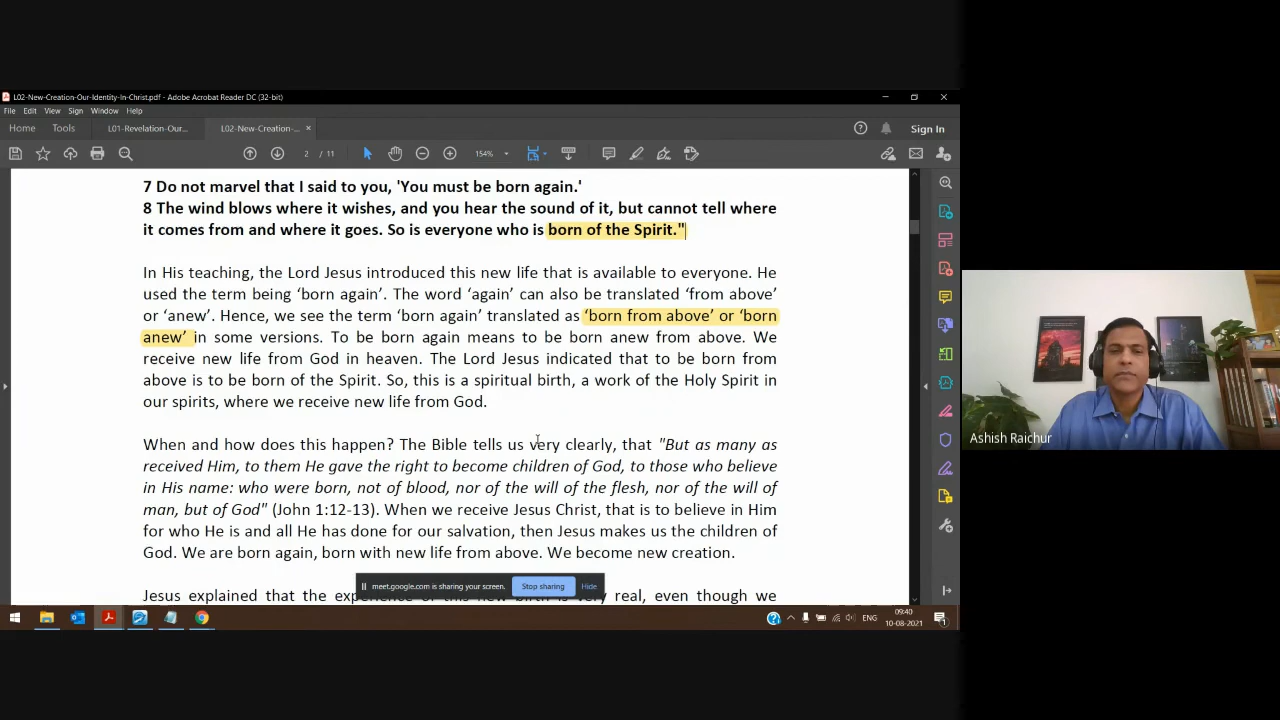 L02-New-Creation-Our-Identity-In-Christ.pdf - Adobe Acrobat Reader DC (32-bit)
File Edit View Sign Window Help
Home Tools L01-Revelation-Our... L02-New-Creation-... × Sign In
2 / 11 154%
7 Do not marvel that I said to you, 'You must be born again.'
8 The wind blows where it wishes, and you hear the sound of it, but cannot tell where
it comes from and where it goes. So is everyone who is born of the Spirit."
In His teaching, the Lord Jesus introduced this new life that is available to everyone. He
used the term being ‘born again’. The word ‘again’ can also be translated ‘from above’
or ‘anew’. Hence, we see the term ‘born again’ translated as ‘born from above’ or ‘born
anew’ in some versions. To be born again means to be born anew from above. We
receive new life from God in heaven. The Lord Jesus indicated that to be born from
above is to be born of the Spirit. So, this is a spiritual birth, a work of the Holy Spirit in
our spirits, where we receive new life from God.
When and how does this happen? The Bible tells us very clearly, that "But as many as
received Him, to them He gave the right to become children of God, to those who believe
in His name: who were born, not of blood, nor of the will of the flesh, nor of the will of
man, but of God" (John 1:12-13). When we receive Jesus Christ, that is to believe in Him
for who He is and all He has done for our salvation, then Jesus makes us the children of
God. We are born again, born with new life from above. We become new creation.
meet.google.com is sharing your screen. Stop sharing Hide
Jesus explained that the experience of this new birth is very real, even though we
ENG
09:40
10-08-2021
Ashish Raichur